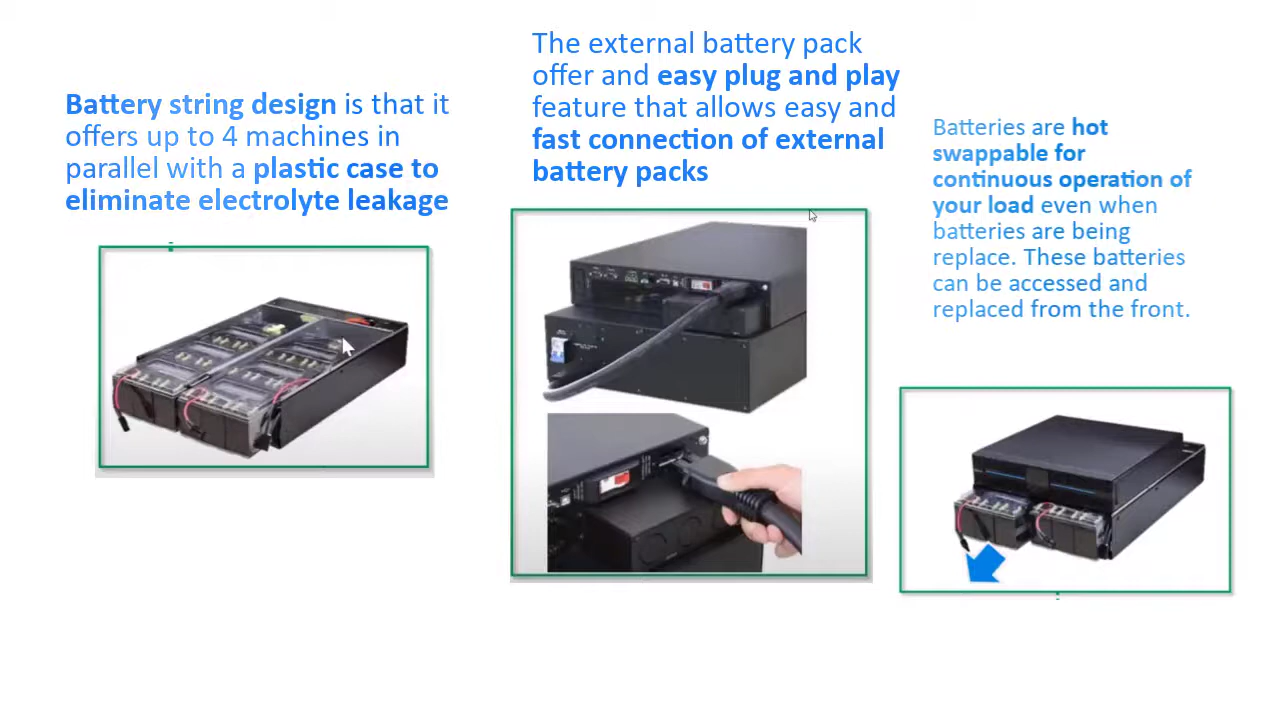 Battery string design is that it
offers up to 4 machines in
parallel with a plastic case to
eliminate electrolyte leakage
The external battery pack
offer and easy plug and play
feature that allows easy and
fast connection of external
battery packs
Batteries are hot
swappable for
continuous operation of
your load even when
batteries are being
replace. These batteries
can be accessed and
replaced from the front.